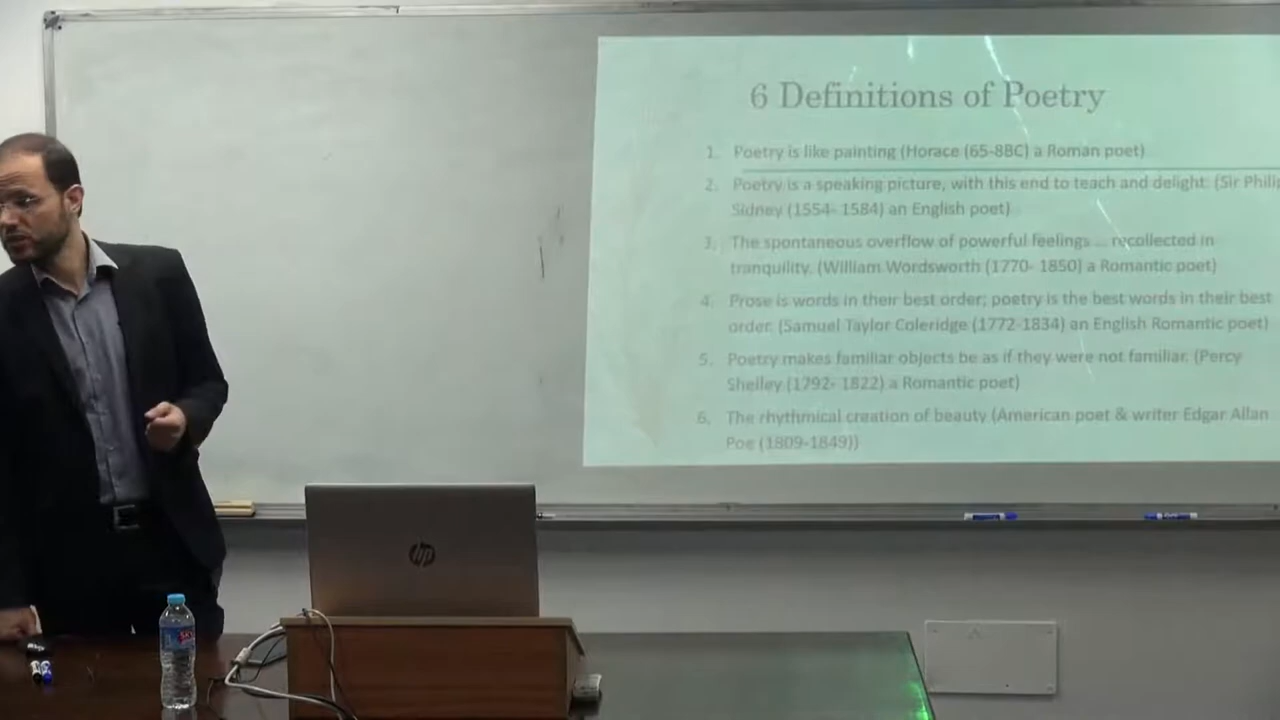 6 Definitions of Poetry
1. Poetry is like painting (Horace (65-8BC) a Roman poet)
2. Poetry is a speaking picture, with this end to teach and delight. (Sir Philip
Sidney (1554- 1584) an English poet)
3. The spontaneous overflow of powerful feelings ... recollected in
tranquility. (William Wordsworth (1770- 1850) a Romantic poet)
4. Prose is words in their best order; poetry is the best words in their best
order. (Samuel Taylor Coleridge (1772-1834) an English Romantic poet)
5. Poetry makes familiar objects be as if they were not familiar. (Percy
Shelley (1792- 1822) a Romantic poet)
6. The rhythmical creation of beauty (American poet & writer Edgar Allan
Poe (1809-1849))
hp